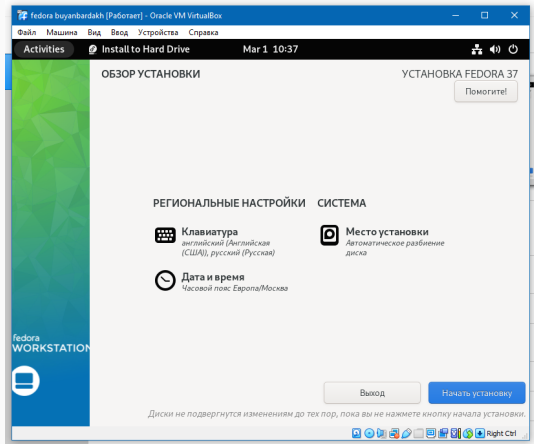 fedora buyanbardakh [Работает] - Oracle VM VirtualBox
Файл Машина Вид Ввод Устройства Справка
Activities Install to Hard Drive Mar 1 10:37
ОБЗОР УСТАНОВКИ
УСТАНОВКА FEDORA 37
Помогите!
РЕГИОНАЛЬНЫЕ НАСТРОЙКИ
СИСТЕМА
Клавиатура
английский (Английская
(США)), русский (Русская)
Место установки
Автоматическое разбиение
диска
Дата и время
Часовой пояс Европа/Москва
fedora
WORKSTATION
Выход
Начать установку
Диски не подвергнутся изменениям до тех пор, пока вы не нажмете кнопку начала установки.
Right Ctrl